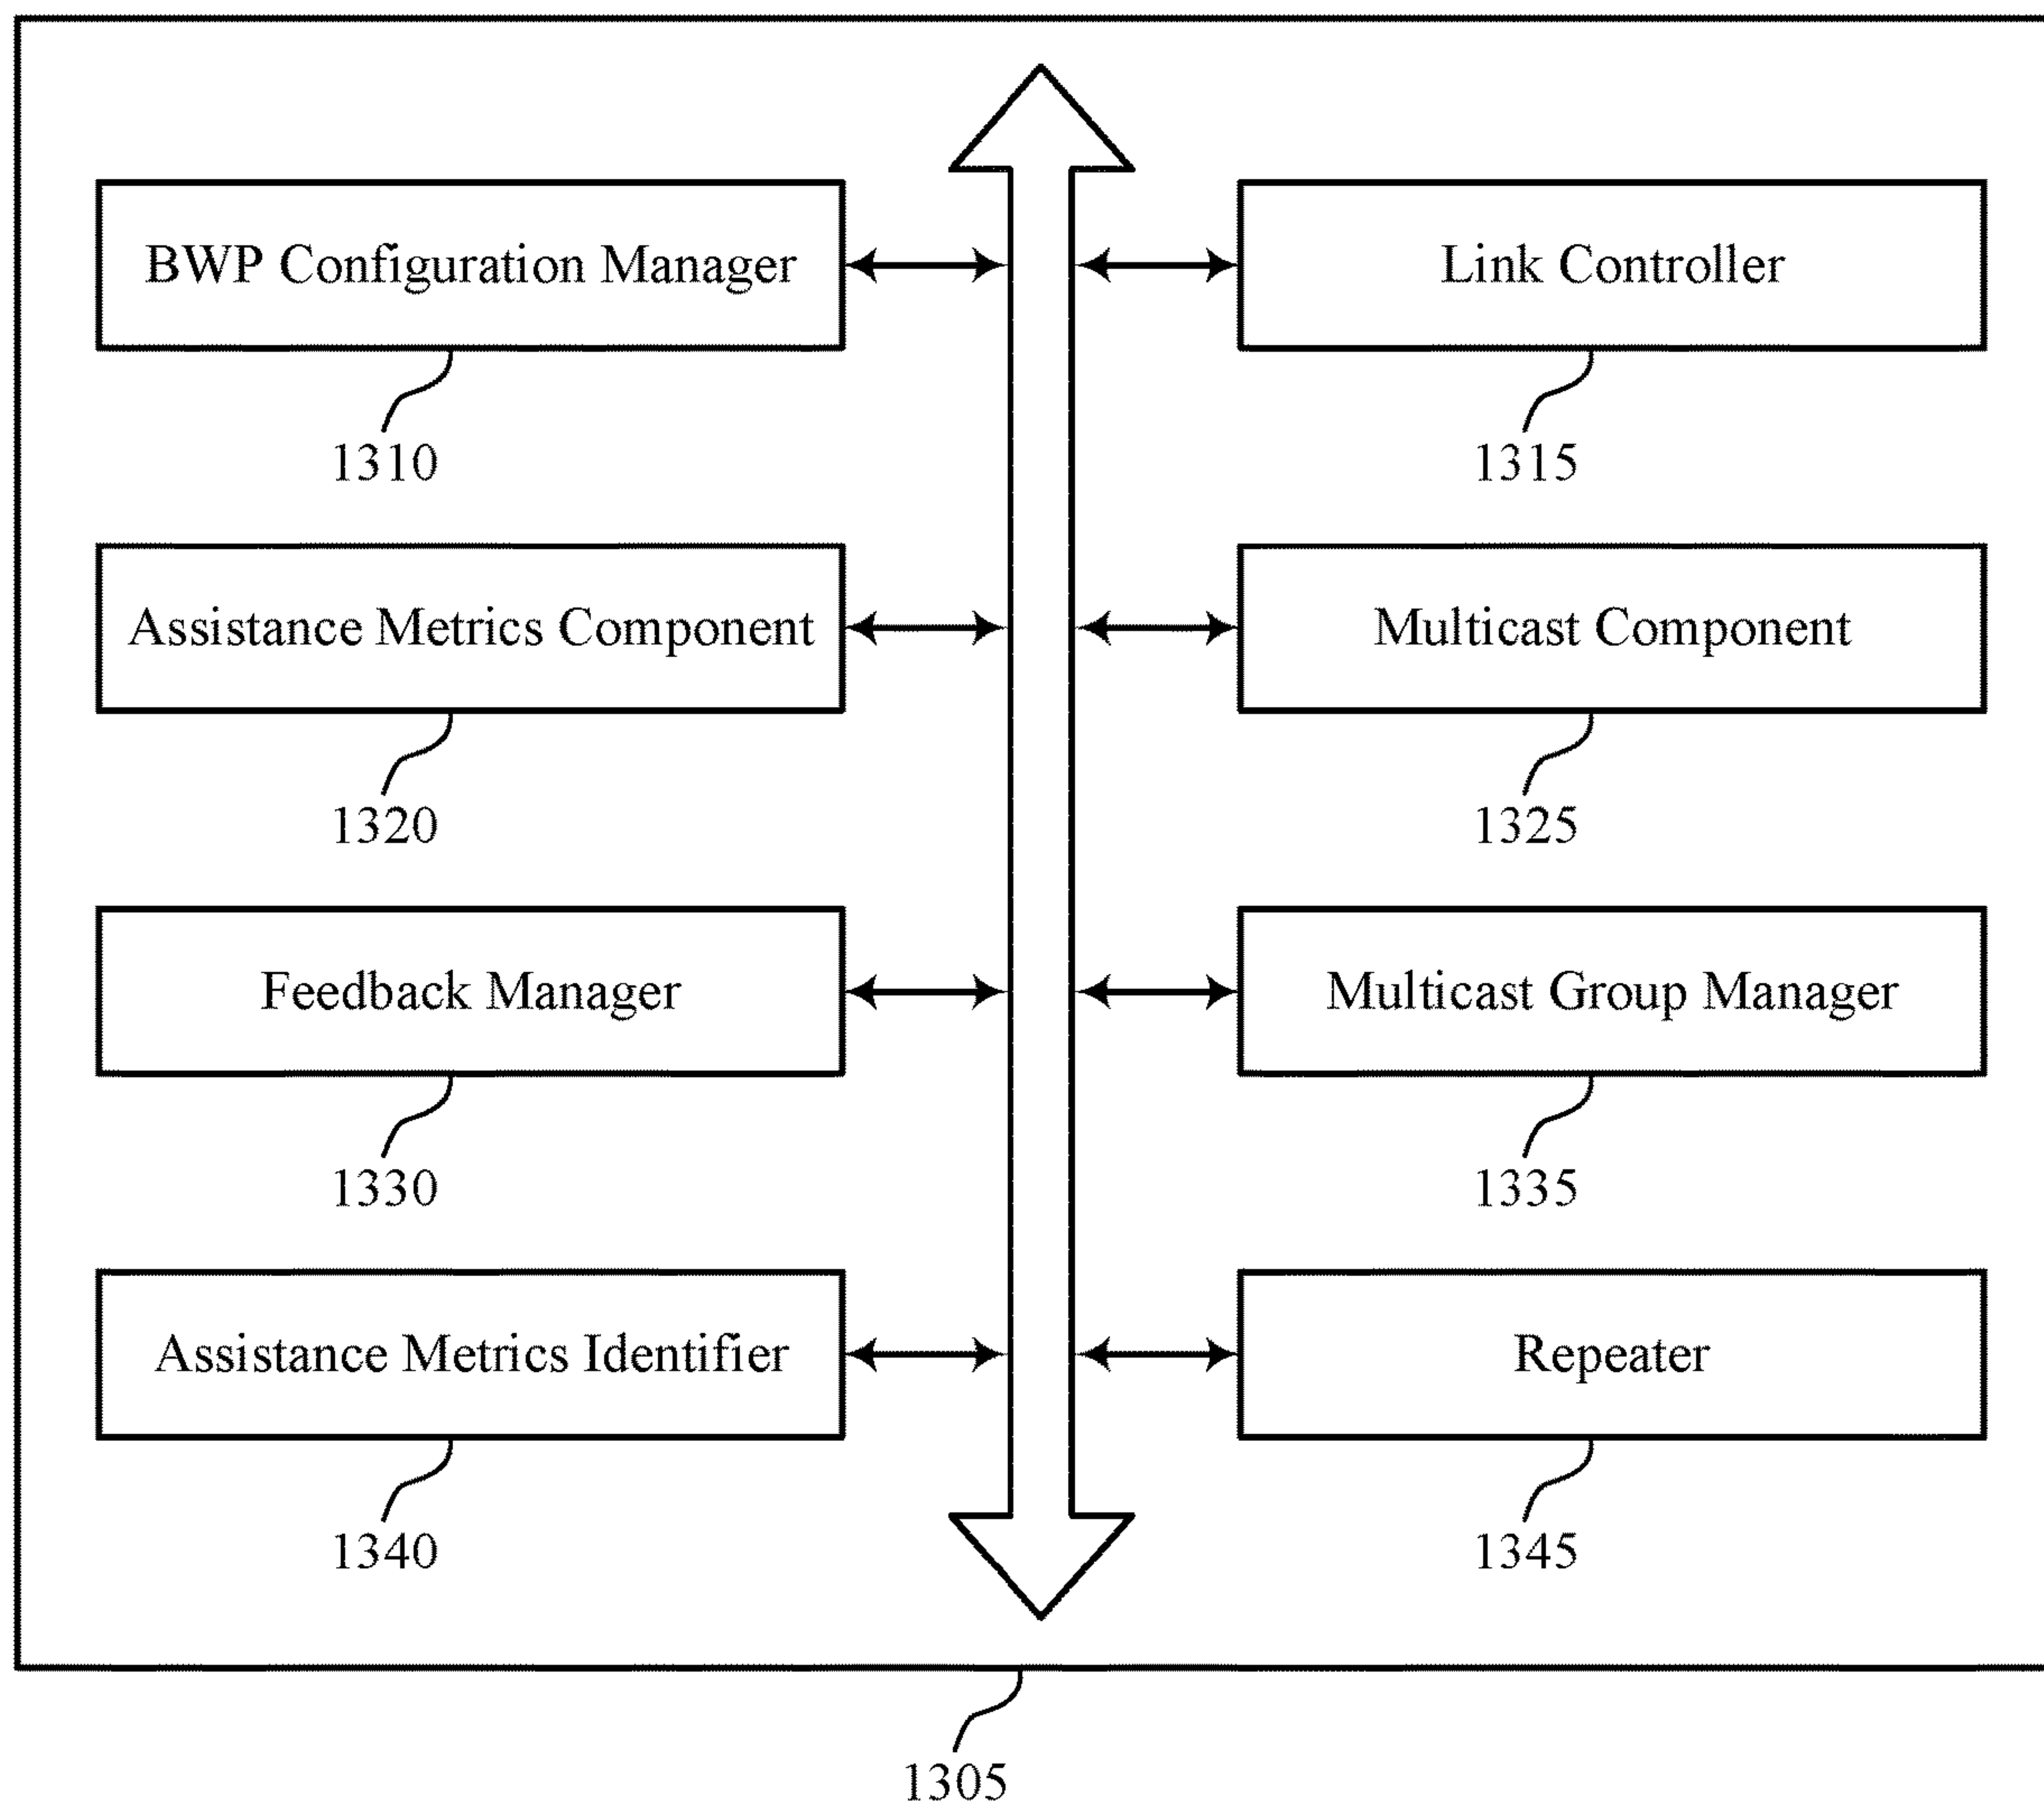 BWP Configuration Manager
Link Controller
1310
1315
Assistance Metrics Component
Multicast Component
1320
1325
Feedback Manager
Multicast Group Manager
1330
1335
Assistance Metrics Identifier
Repeater
1340
1345
1305